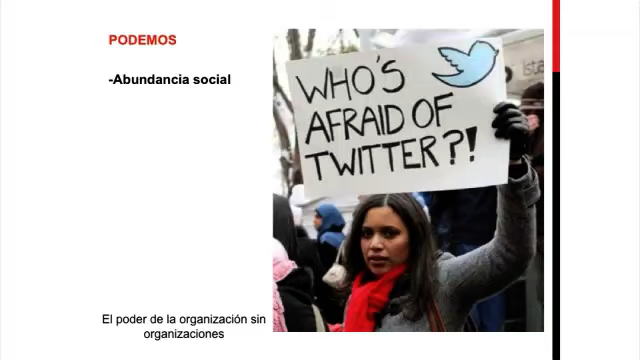 PODEMOS
-Abundancia social
WHO'S
AFRAID OF
TWITTER?!
El poder de la organización sin
organizaciones